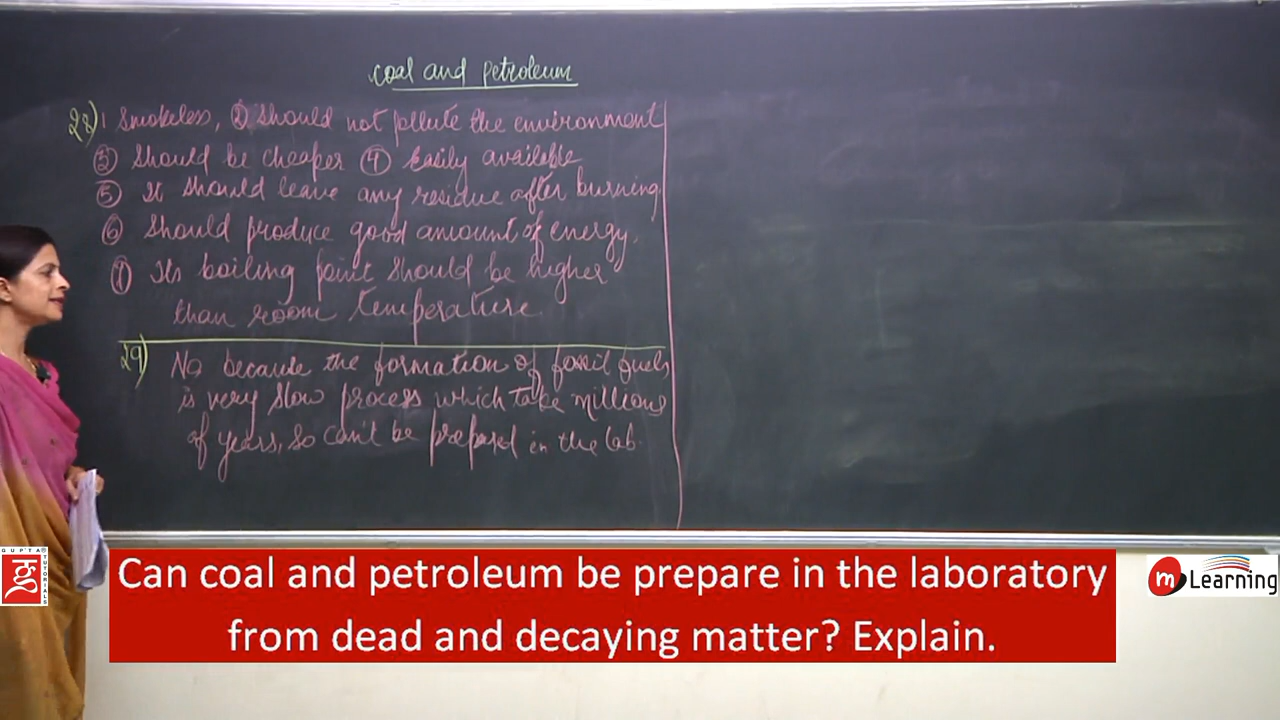 coal and petroleum
28) 1 Smokeless, ② Should not pllute the environment
③ Should be cheaper ④ Easily available
⑤ It should leave any residue after burning
⑥ Should produce good amount of energy.
⑦ Its boiling point should be higher
than room temperature.
29) No because the formation of fossil fuels
is very slow process which take millions
of years, so can't be prepared in the lab.
GUPTA TUTORIALS
Can coal and petroleum be prepare in the laboratory
from dead and decaying matter? Explain.
m Learning